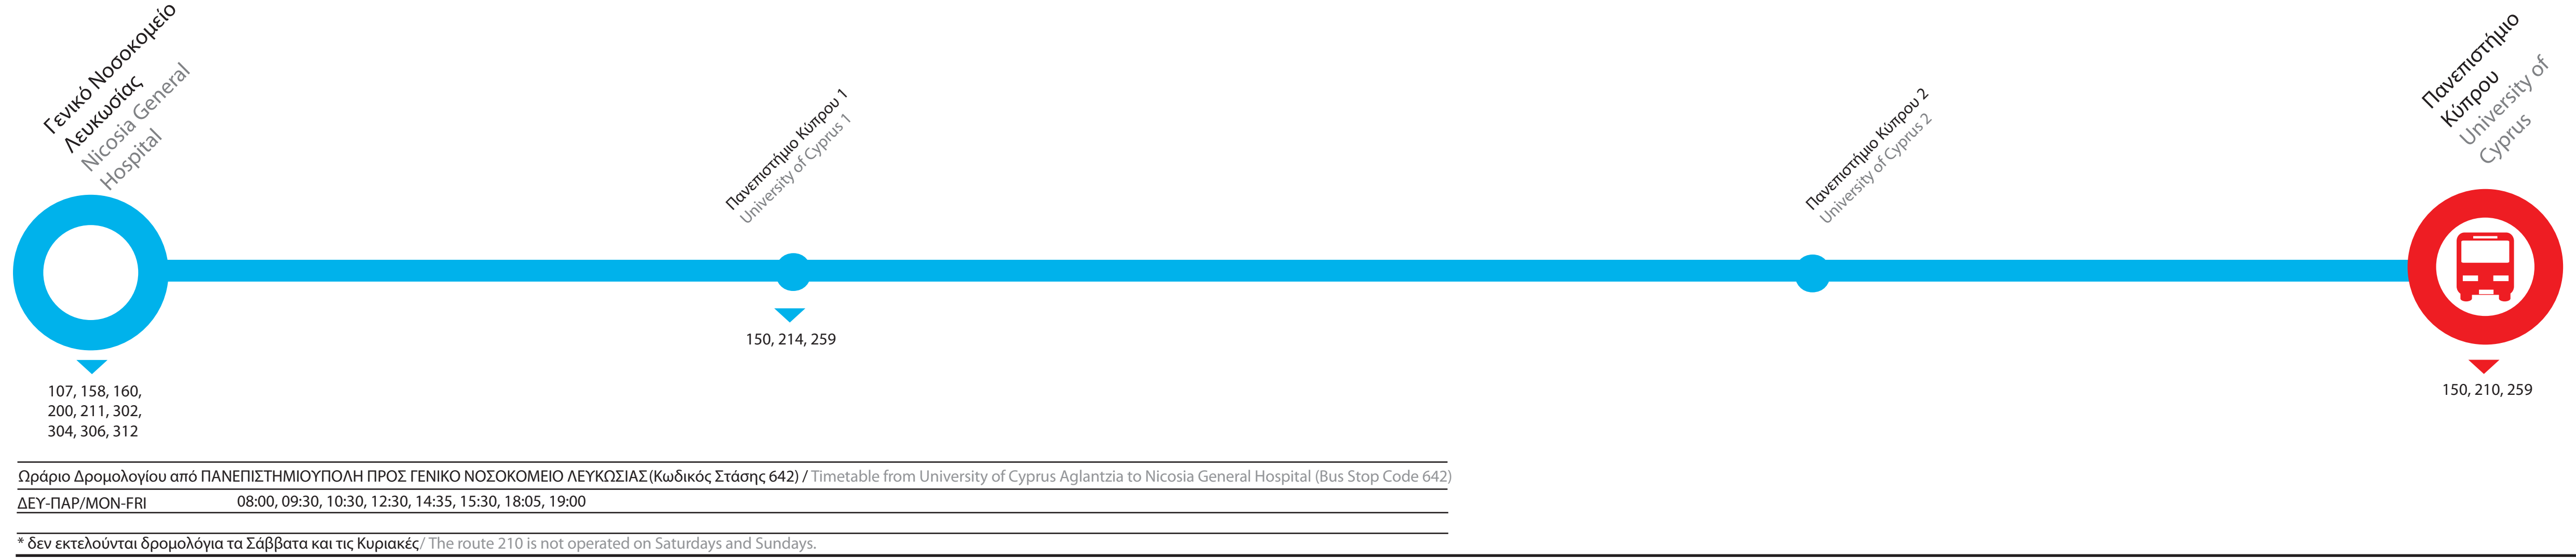 Γενικό Νοσοκομείο
Λευκωσίας
Nicosia General
Hospital
Πανεπιστήμιο Κύπρου 1
University of Cyprus 1
Πανεπιστήμιο Κύπρου 2
University of Cyprus 2
Πανεπιστήμιο
Κύπρου
University of
Cyprus
150, 214, 259
107, 158, 160,
200, 211, 302,
304, 306, 312
150, 210, 259
Ωράριο Δρομολογίου από ΠΑΝΕΠΙΣΤΗΜΙΟΥΠΟΛΗ ΠΡΟΣ ΓΕΝΙΚΟ ΝΟΣΟΚΟΜΕΙΟ ΛΕΥΚΩΣΙΑΣ (Κωδικός Στάσης 642) / Timetable from University of Cyprus Aglantzia to Nicosia General Hospital (Bus Stop Code 642)
ΔΕΥ-ΠΑΡ/MON-FRI 08:00, 09:30, 10:30, 12:30, 14:35, 15:30, 18:05, 19:00
* δεν εκτελούνται δρομολόγια τα Σάββατα και τις Κυριακές/ The route 210 is not operated on Saturdays and Sundays.